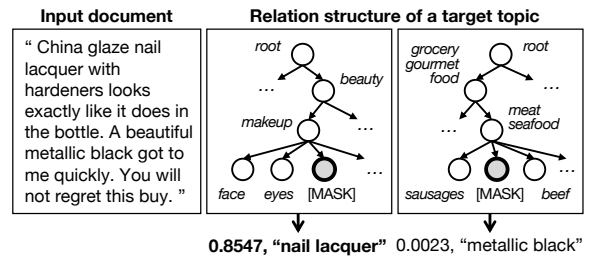 Input document
Relation structure of a target topic
“ China glaze nail
lacquer with
hardeners looks
exactly like it does in
the bottle. A beautiful
metallic black got to
me quickly. You will
not regret this buy. ”
root
...
beauty
makeup
...
face
eyes
[MASK]
...
grocery
gourmet
food
root
...
...
meat
seafood
...
sausages
[MASK]
beef
0.8547, “nail lacquer”
0.0023, “metallic black”